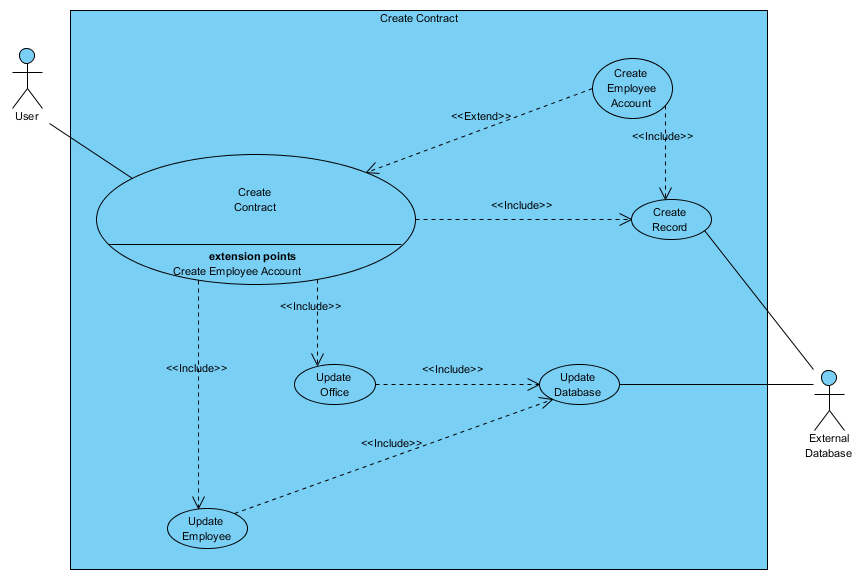 Create Contract
User
Create
Employee
Account
<<Extend>>
<<Include>>
Create
Contract
<<Include>>
Create
Record
extension points
Create Employee Account
<<Include>>
<<Include>>
Update
Office
<<Include>>
Update
Database
External
Database
<<Include>>
Update
Employee